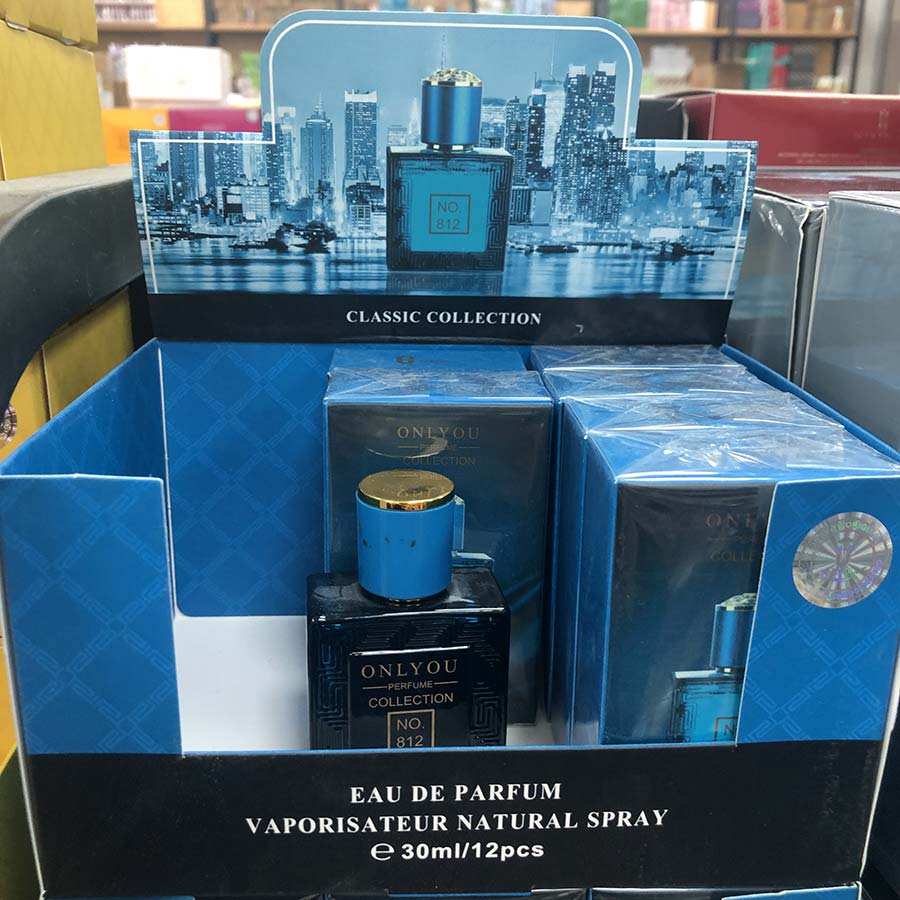 NO.
812
CLASSIC COLLECTION
ONLYOU
PERFUME
COLLECTION
ONLYOU
PERFUME
COLLECTION
NO.
812
EAU DE PARFUM
VAPORISATEUR NATURAL SPRAY
℮ 30ml/12pcs